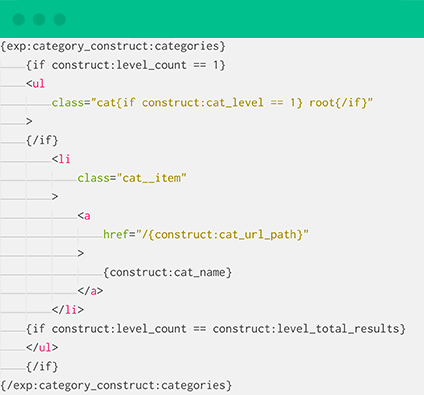 {exp:category_construct:categories}
{if construct:level_count == 1}
<ul
class="cat{if construct:cat_level == 1} root{/if}"
>
{/if}
<li
class="cat__item"
>
<a
href="/{construct:cat_url_path}"
>
{construct:cat_name}
</a>
</li>
{if construct:level_count == construct:level_total_results}
</ul>
{/if}
{/exp:category_construct:categories}